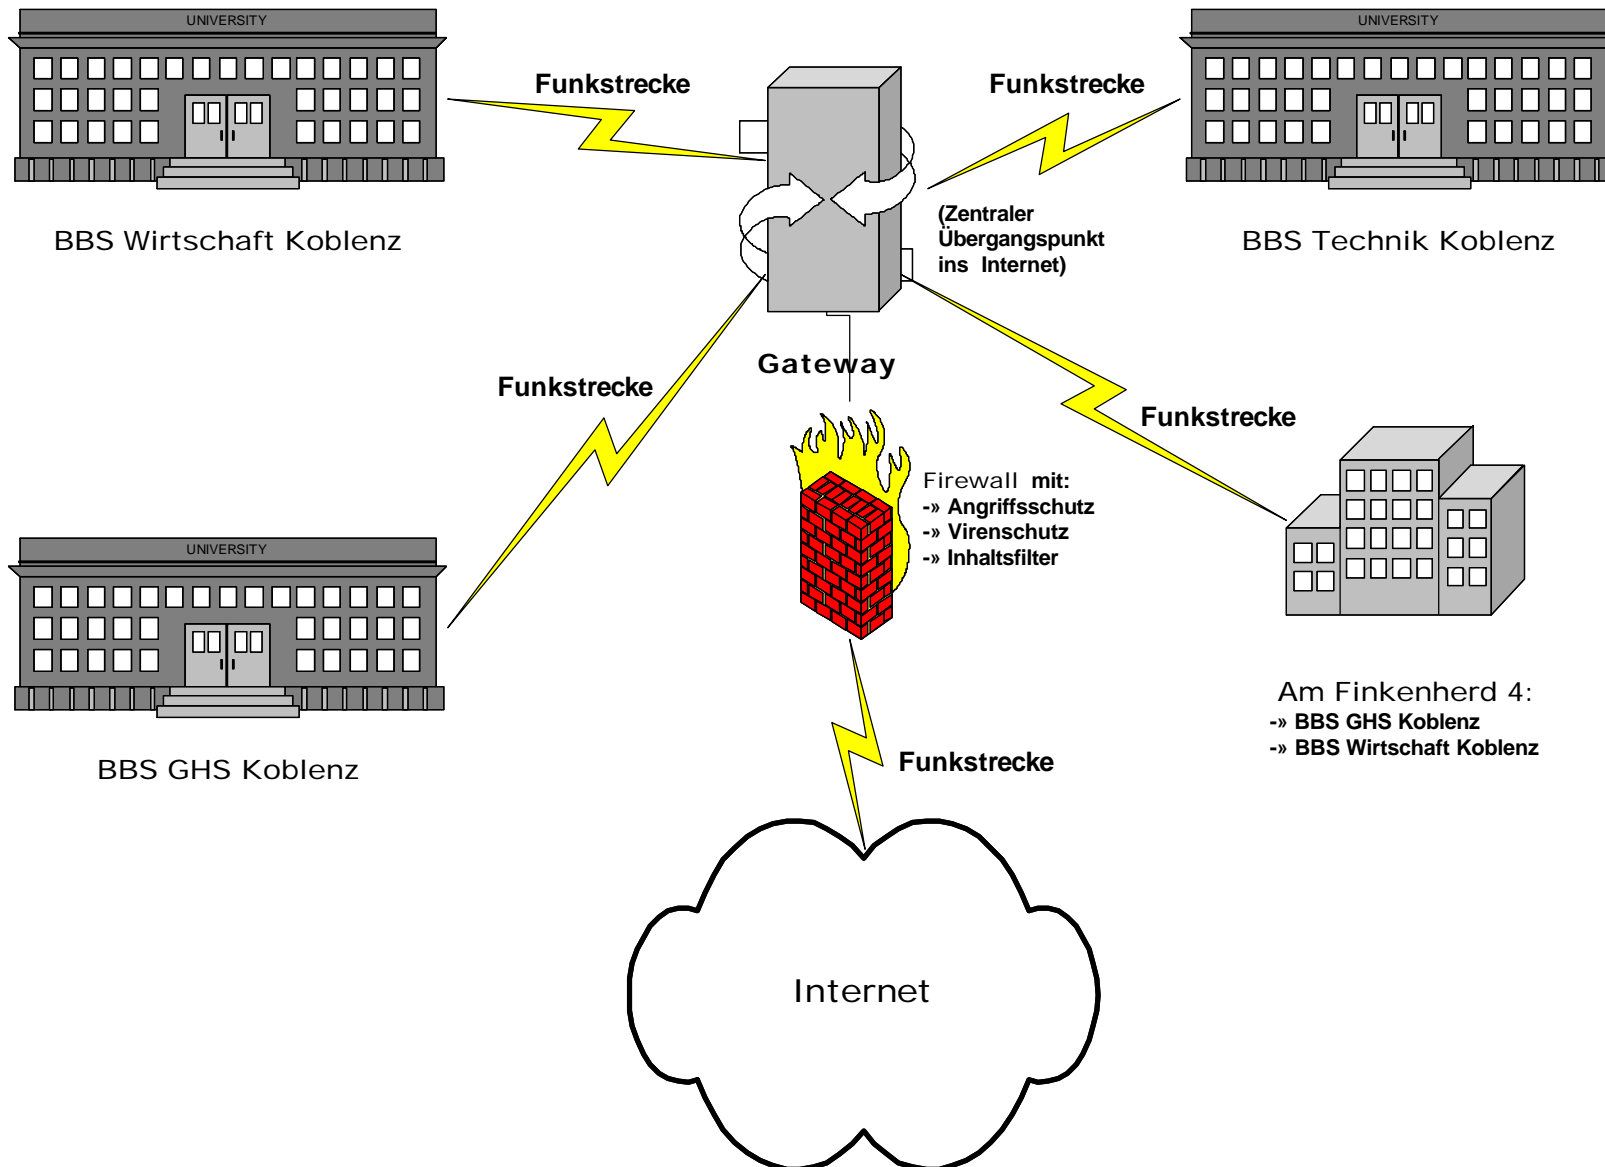 UNIVERSITY
UNIVERSITY
Funkstrecke
Funkstrecke
BBS Wirtschaft Koblenz
(Zentraler
Übergangspunkt
ins Internet)
BBS Technik Koblenz
Gateway
Funkstrecke
Funkstrecke
Firewall mit:
-» Angriffsschutz
-» Virenschutz
-» Inhaltsfilter
UNIVERSITY
BBS GHS Koblenz
Am Finkenherd 4:
-» BBS GHS Koblenz
-» BBS Wirtschaft Koblenz
Funkstrecke
Internet